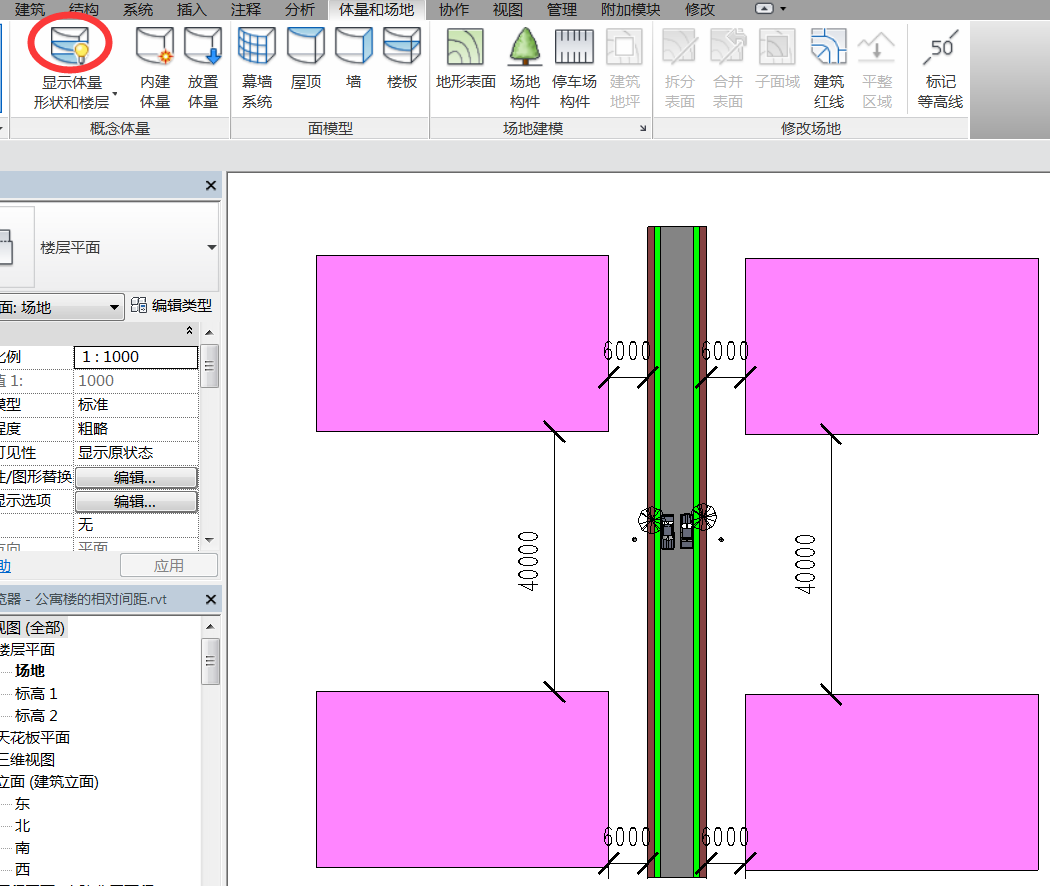 建筑 结构 系统 插入 注释 分析 体量和场地 协作 视图 管理 附加模块 修改
显示体量 形状和楼层
内建 体量
放置 体量
幕墙 系统
屋顶
墙
楼板
地形表面
场地 构件
停车场 构件
建筑 地坪
拆分 表面
合并 表面
子面域
建筑 红线
平整 区域
50
标记 等高线
概念体量
面模型
场地建模
修改场地
楼层平面
面: 场地
编辑类型
比例 1 : 1000
值 1: 1000
模型 标准
程度 粗略
可见性 显示原状态
性/图形替换 编辑...
显示选项 编辑...
无
方向 平面
助
应用
览器 - 公寓楼的相对间距.rvt
视图 (全部)
楼层平面
场地
标高 1
标高 2
天花板平面
三维视图
立面 (建筑立面)
东
北
南
西
6000
6000
40000
40000
6000
6000